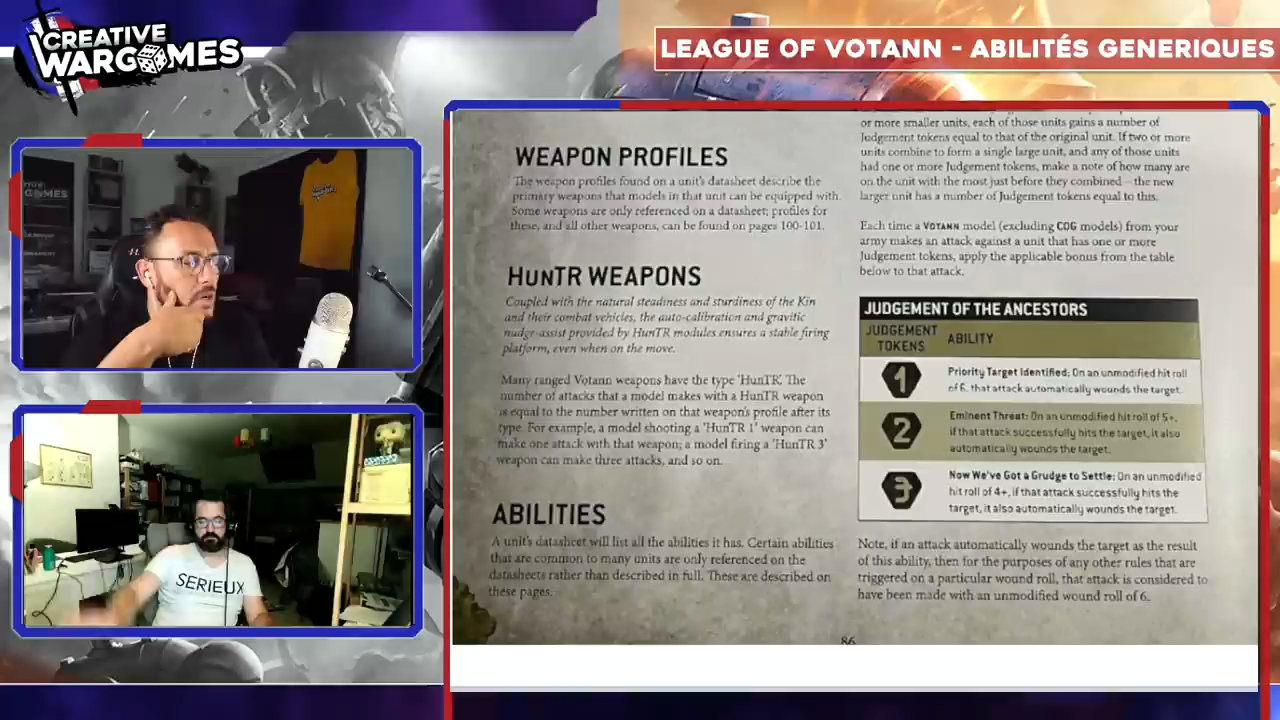 CREATIVE
WARGAMES
LEAGUE OF VOTANN - ABILITÉS GENERIQUES
WEAPON PROFILES
The weapon profiles found on a unit's datasheet describe the
primary weapons that models in that unit can be equipped with.
Some weapons are only referenced on a datasheet; profiles for
these, and all other weapons, can be found on pages 100-101.
HunTR WEAPONS
Coupled with the natural steadiness and sturdiness of the Kin
and their combat vehicles, the auto-calibration and gravitic
nudge-assist provided by HunTR modules ensures a stable firing
platform, even when on the move.
Many ranged Votann weapons have the type 'HunTR'. The
number of attacks that a model makes with a HunTR weapon
is equal to the number written on that weapon's profile after its
type. For example, a model shooting a 'HunTR 1' weapon can
make one attack with that weapon; a model firing a 'HunTR 3'
weapon can make three attacks, and so on.
ABILITIES
A unit's datasheet will list all the abilities it has. Certain abilities
that are common to many units are only referenced on the
datasheets rather than described in full. These are described on
these pages.
or more smaller units, each of those units gains a number of
Judgement tokens equal to that of the original unit. If two or more
units combine to form a single large unit, and any of those units
had one or more Judgement tokens, make a note of how many are
on the unit with the most just before they combined – the new
larger unit has a number of Judgement tokens equal to this.
Each time a VOTANN model (excluding COG models) from your
army makes an attack against a unit that has one or more
Judgement tokens, apply the applicable bonus from the table
below to that attack.
JUDGEMENT OF THE ANCESTORS
JUDGEMENT TOKENS ABILITY
1 Priority Target Identified: On an unmodified hit roll
of 6, that attack automatically wounds the target.
2 Eminent Threat: On an unmodified hit roll of 5+,
if that attack successfully hits the target, it also
automatically wounds the target.
3 Now We've Got a Grudge to Settle: On an unmodified
hit roll of 4+, if that attack successfully hits the
target, it also automatically wounds the target.
Note, if an attack automatically wounds the target as the result
of this ability, then for the purposes of any other rules that are
triggered on a particular wound roll, that attack is considered to
have been made with an unmodified wound roll of 6.
86
SERIEUX